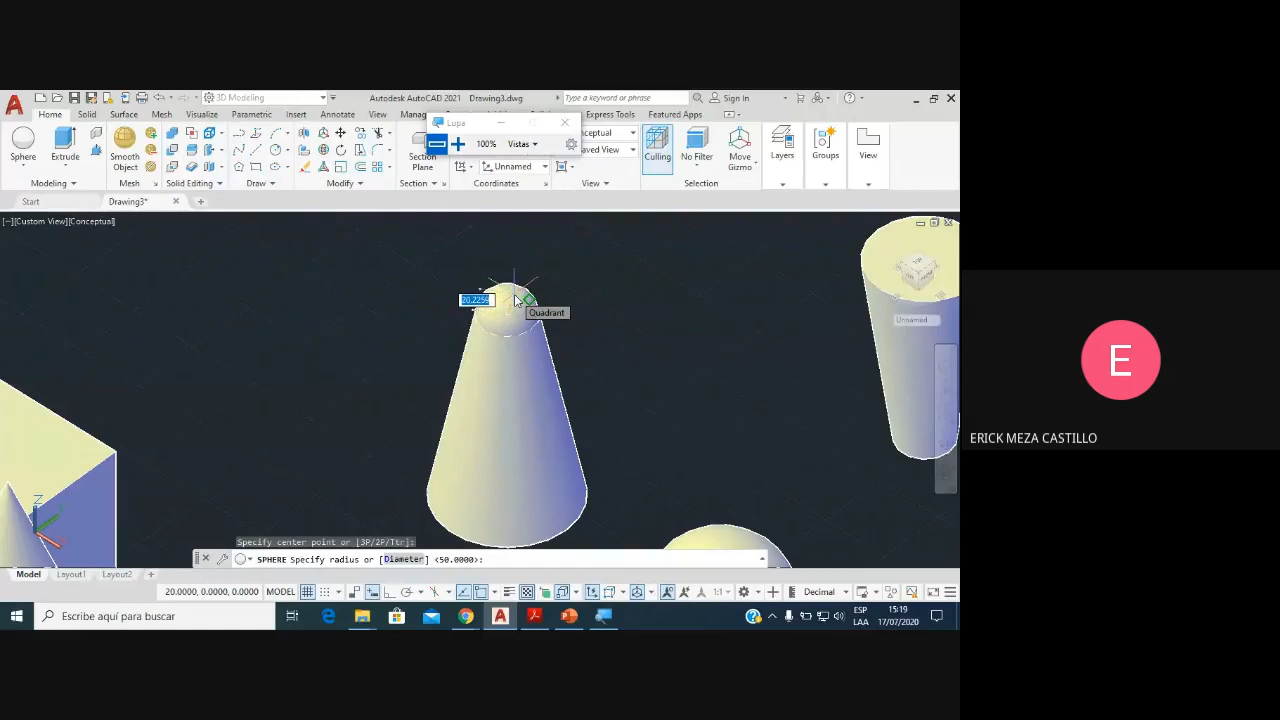 3D Modeling
Autodesk AutoCAD 2021 Drawing3.dwg
Type a keyword or phrase
Sign In
Home Solid Surface Mesh Visualize Parametric Insert Annotate
Express Tools Featured Apps
Lupa
100% Vistas
Sphere
Extrude
Smooth
Object
Section
Plane
Unnamed
Culling
No Filter
Move
Gizmo
Layers
Groups
View
Modeling
Mesh
Solid Editing
Draw
Modify
Section
Coordinates
View
Selection
Start
Drawing3*
[−][Custom View][Conceptual]
20.2259
Quadrant
Unnamed
Z
Specify center point or [3P/2P/Ttr]:
SPHERE Specify radius or [Diameter] <50.0000>:
Model Layout1 Layout2
20.0000, 0.0000, 0.0000 MODEL
1:1
Decimal
Escribe aquí para buscar
ESP
LAA
15:19
17/07/2020
E
ERICK MEZA CASTILLO